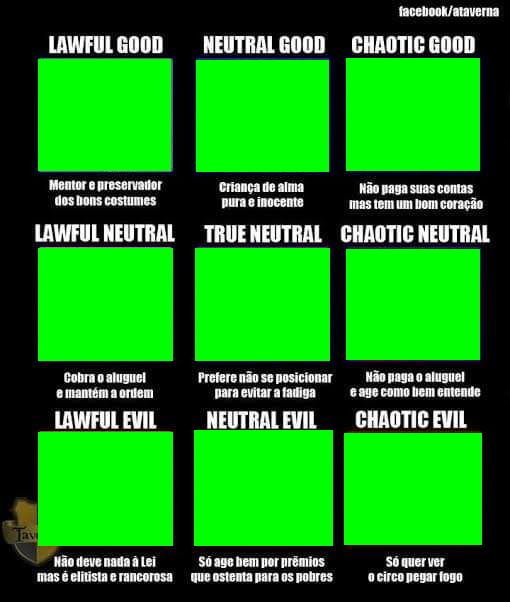 facebook/ataverna
LAWFUL GOOD
NEUTRAL GOOD
CHAOTIC GOOD
Mentor e preservador
dos bons costumes
Criança de alma
pura e inocente
Não paga suas contas
mas tem um bom coração
LAWFUL NEUTRAL
TRUE NEUTRAL
CHAOTIC NEUTRAL
Cobra o aluguel
e mantém a ordem
Prefere não se posicionar
para evitar a fadiga
Não paga o aluguel
e age como bem entende
LAWFUL EVIL
NEUTRAL EVIL
CHAOTIC EVIL
Não deve nada à Lei
mas é elitista e rancorosa
Só age bem por prêmios
que ostenta para os pobres
Só quer ver
o circo pegar fogo